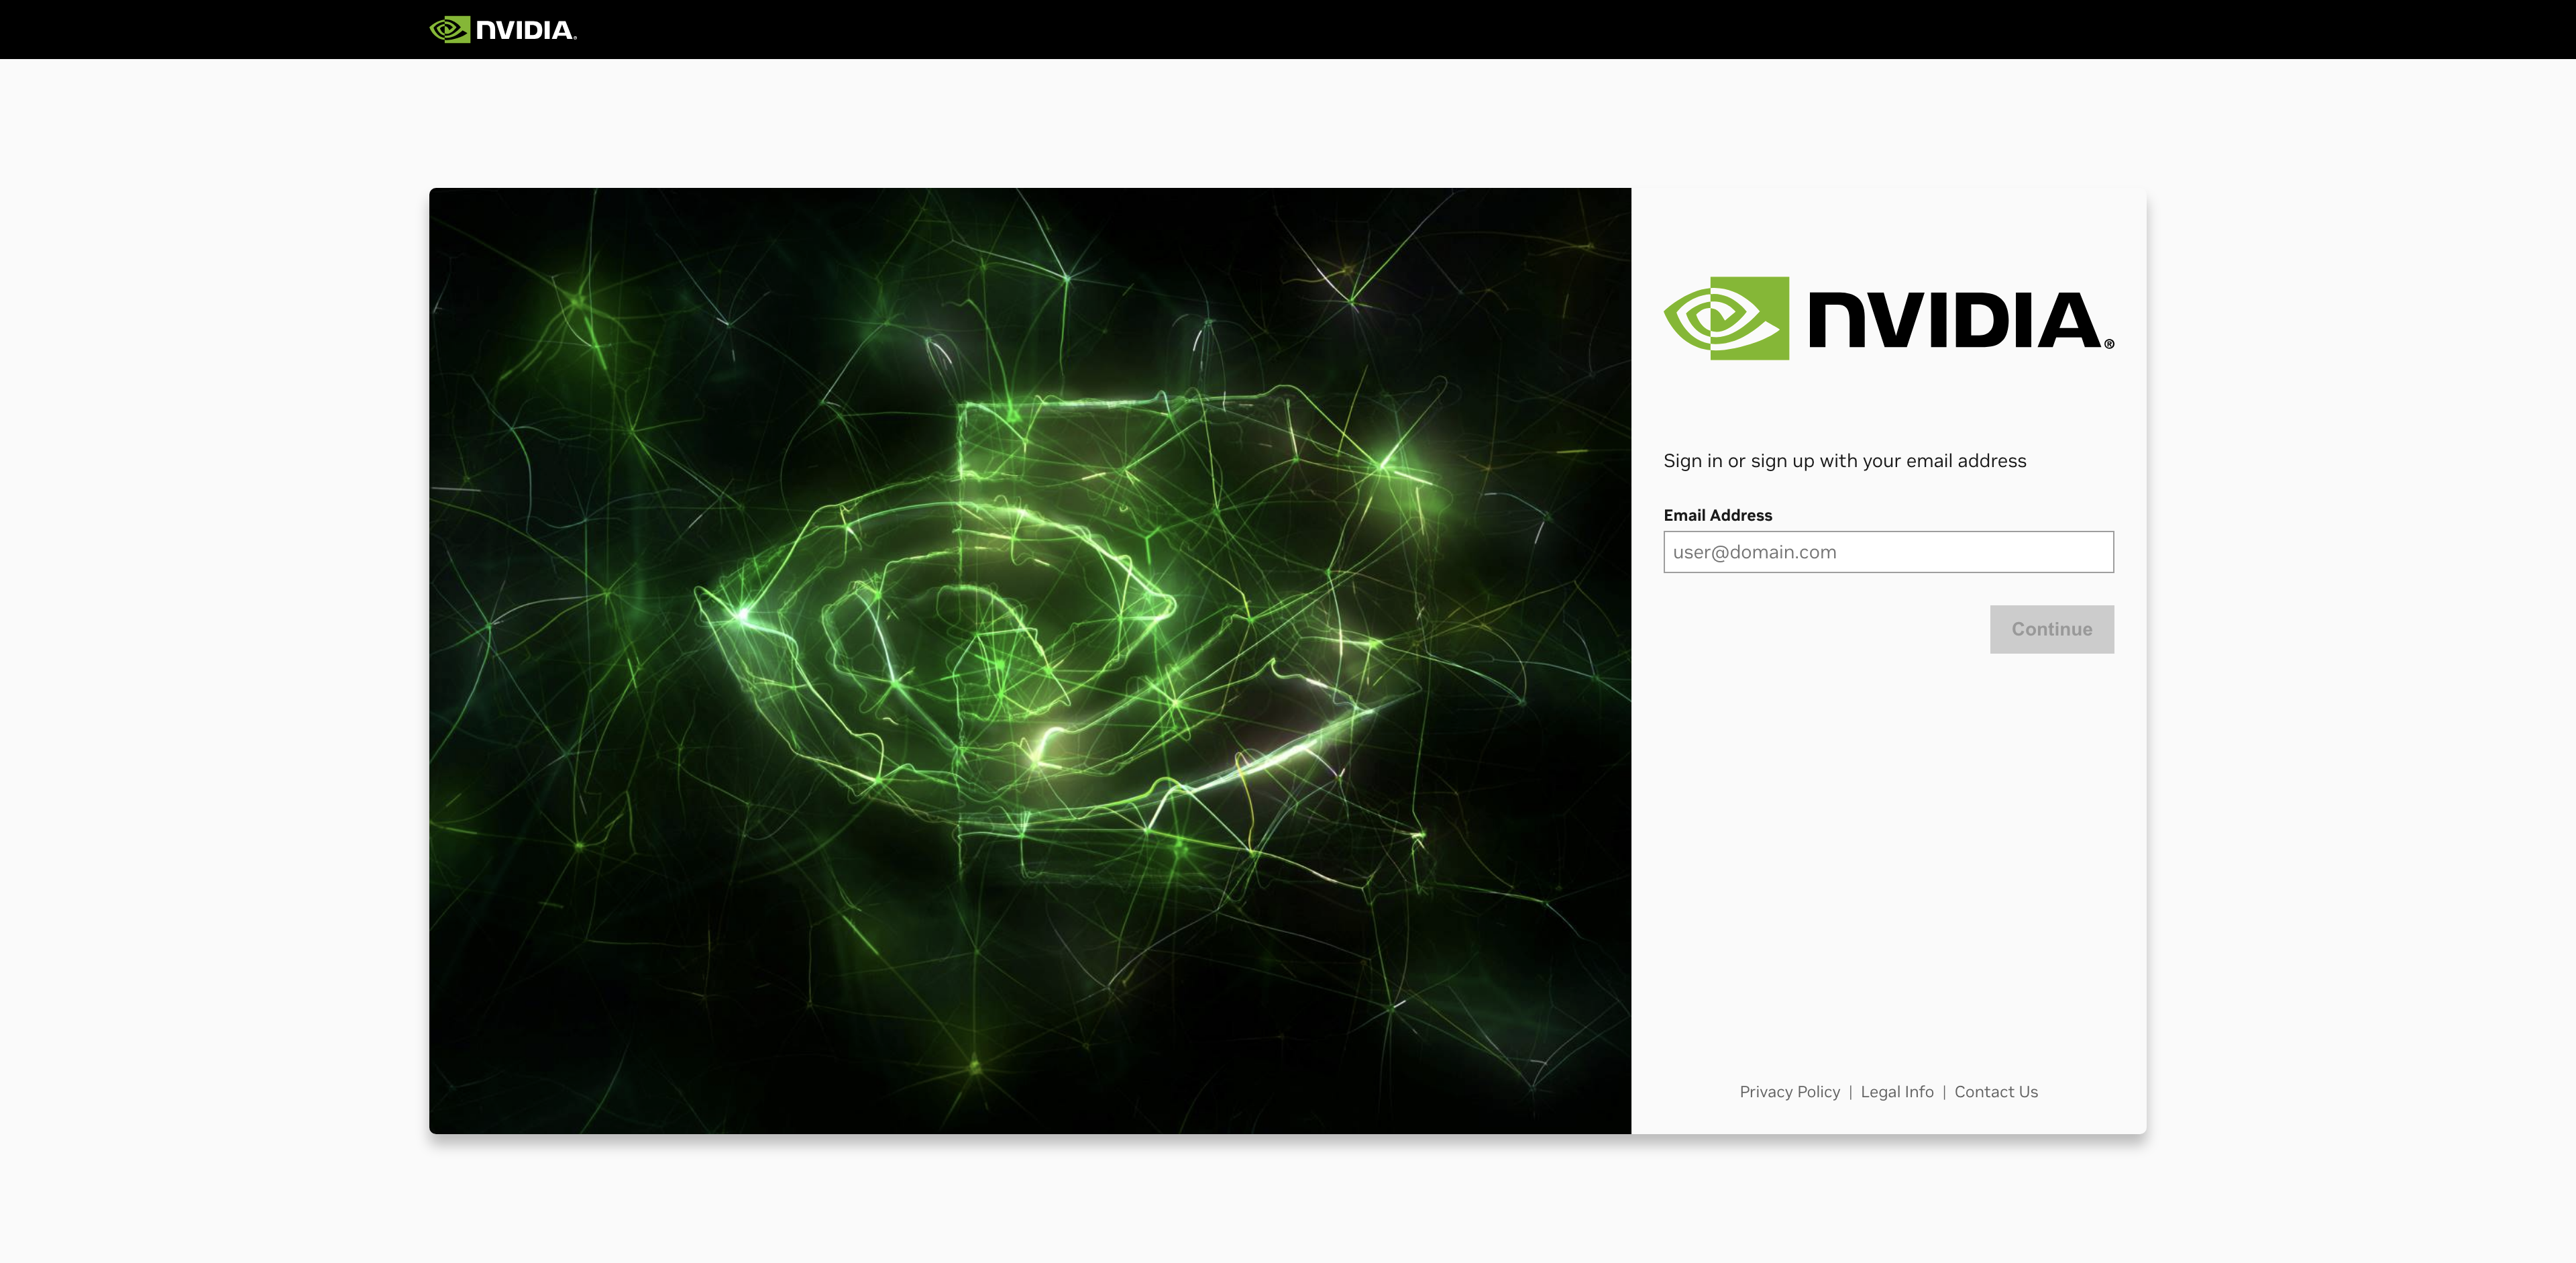 NVIDIA®
NVIDIA®
Sign in or sign up with your email address
Email Address
user@domain.com
Continue
Privacy Policy | Legal Info | Contact Us